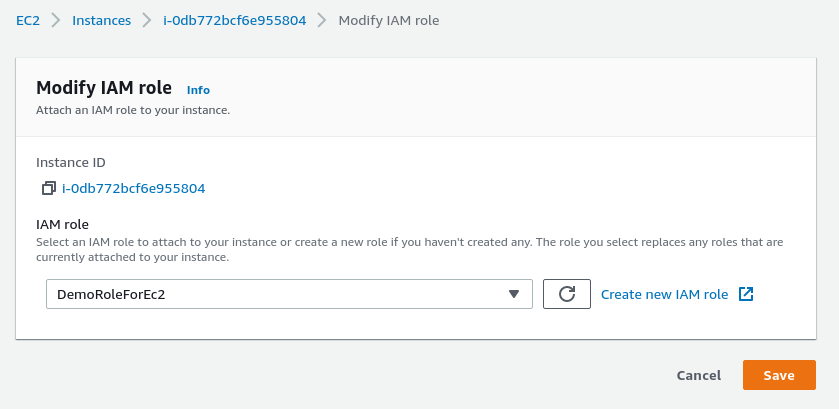 EC2 Instances i-0db772bcf6e955804 Modify IAM role
Modify IAM role Info
Attach an IAM role to your instance.
Instance ID
i-0db772bcf6e955804
IAM role
Select an IAM role to attach to your instance or create a new role if you haven't created any. The role you select replaces any roles that are
currently attached to your instance.
DemoRoleForEc2 Create new IAM role
Cancel Save